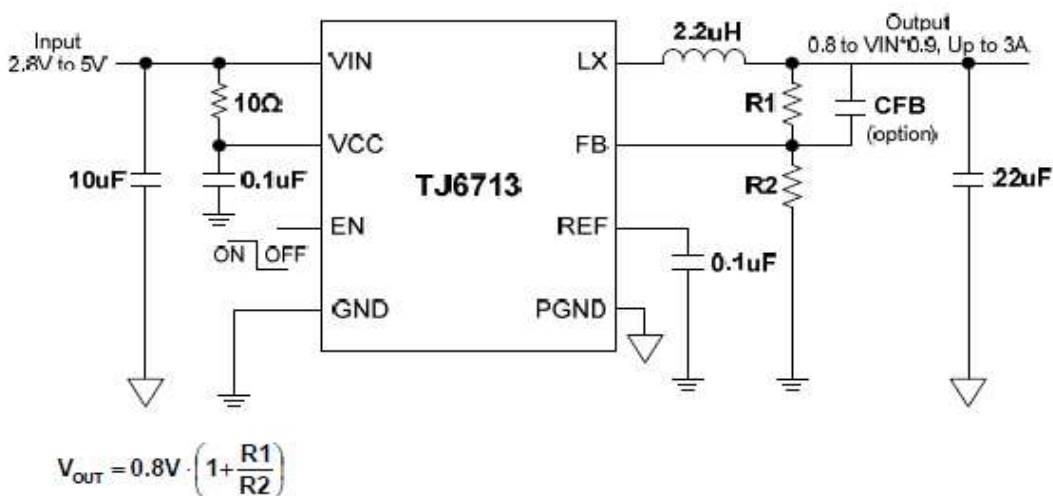 Input
2.8V to 5V
10Ω
10uF
0.1uF
ON OFF
VIN
VCC
EN
GND
TJ6713
LX
FB
REF
PGND
2.2uH
Output
0.8 to VIN*0.9, Up to 3A.
R1
CFB
(option)
R2
0.1uF
22uF
V_OUT = 0.8V · (1 + R1/R2)